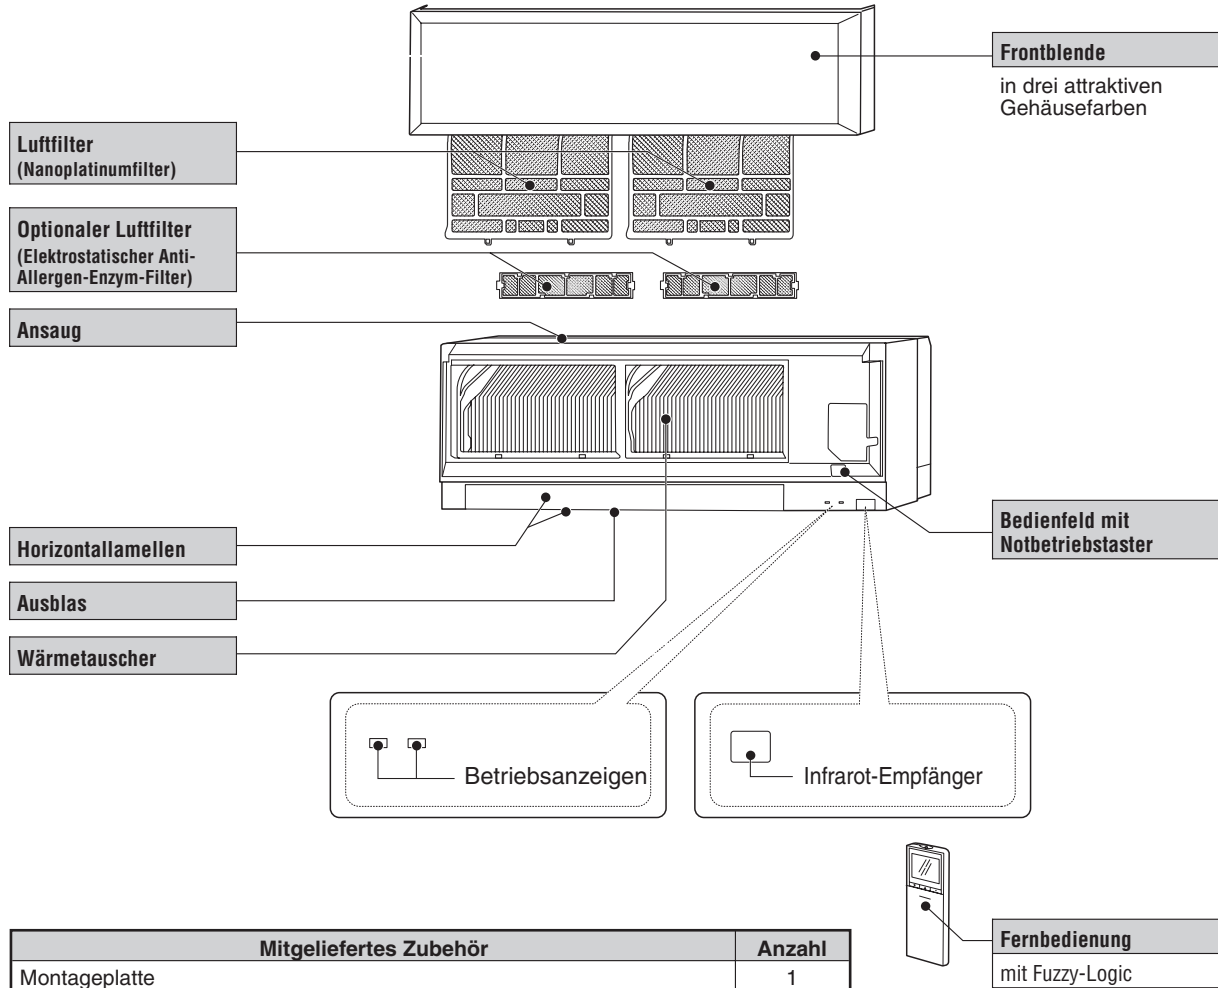 Frontblende
in drei attraktiven
Gehäusefarben
Luftfilter
(Nanoplatinumfilter)
Optionaler Luftfilter
(Elektrostatischer Anti-
Allergen-Enzym-Filter)
Ansaug
Horizontallamellen
Ausblas
Wärmetauscher
Bedienfeld mit
Notbetriebstaster
Betriebsanzeigen
Infrarot-Empfänger
Fernbedienung
mit Fuzzy-Logic
Mitgeliefertes Zubehör Anzahl
Montageplatte 1